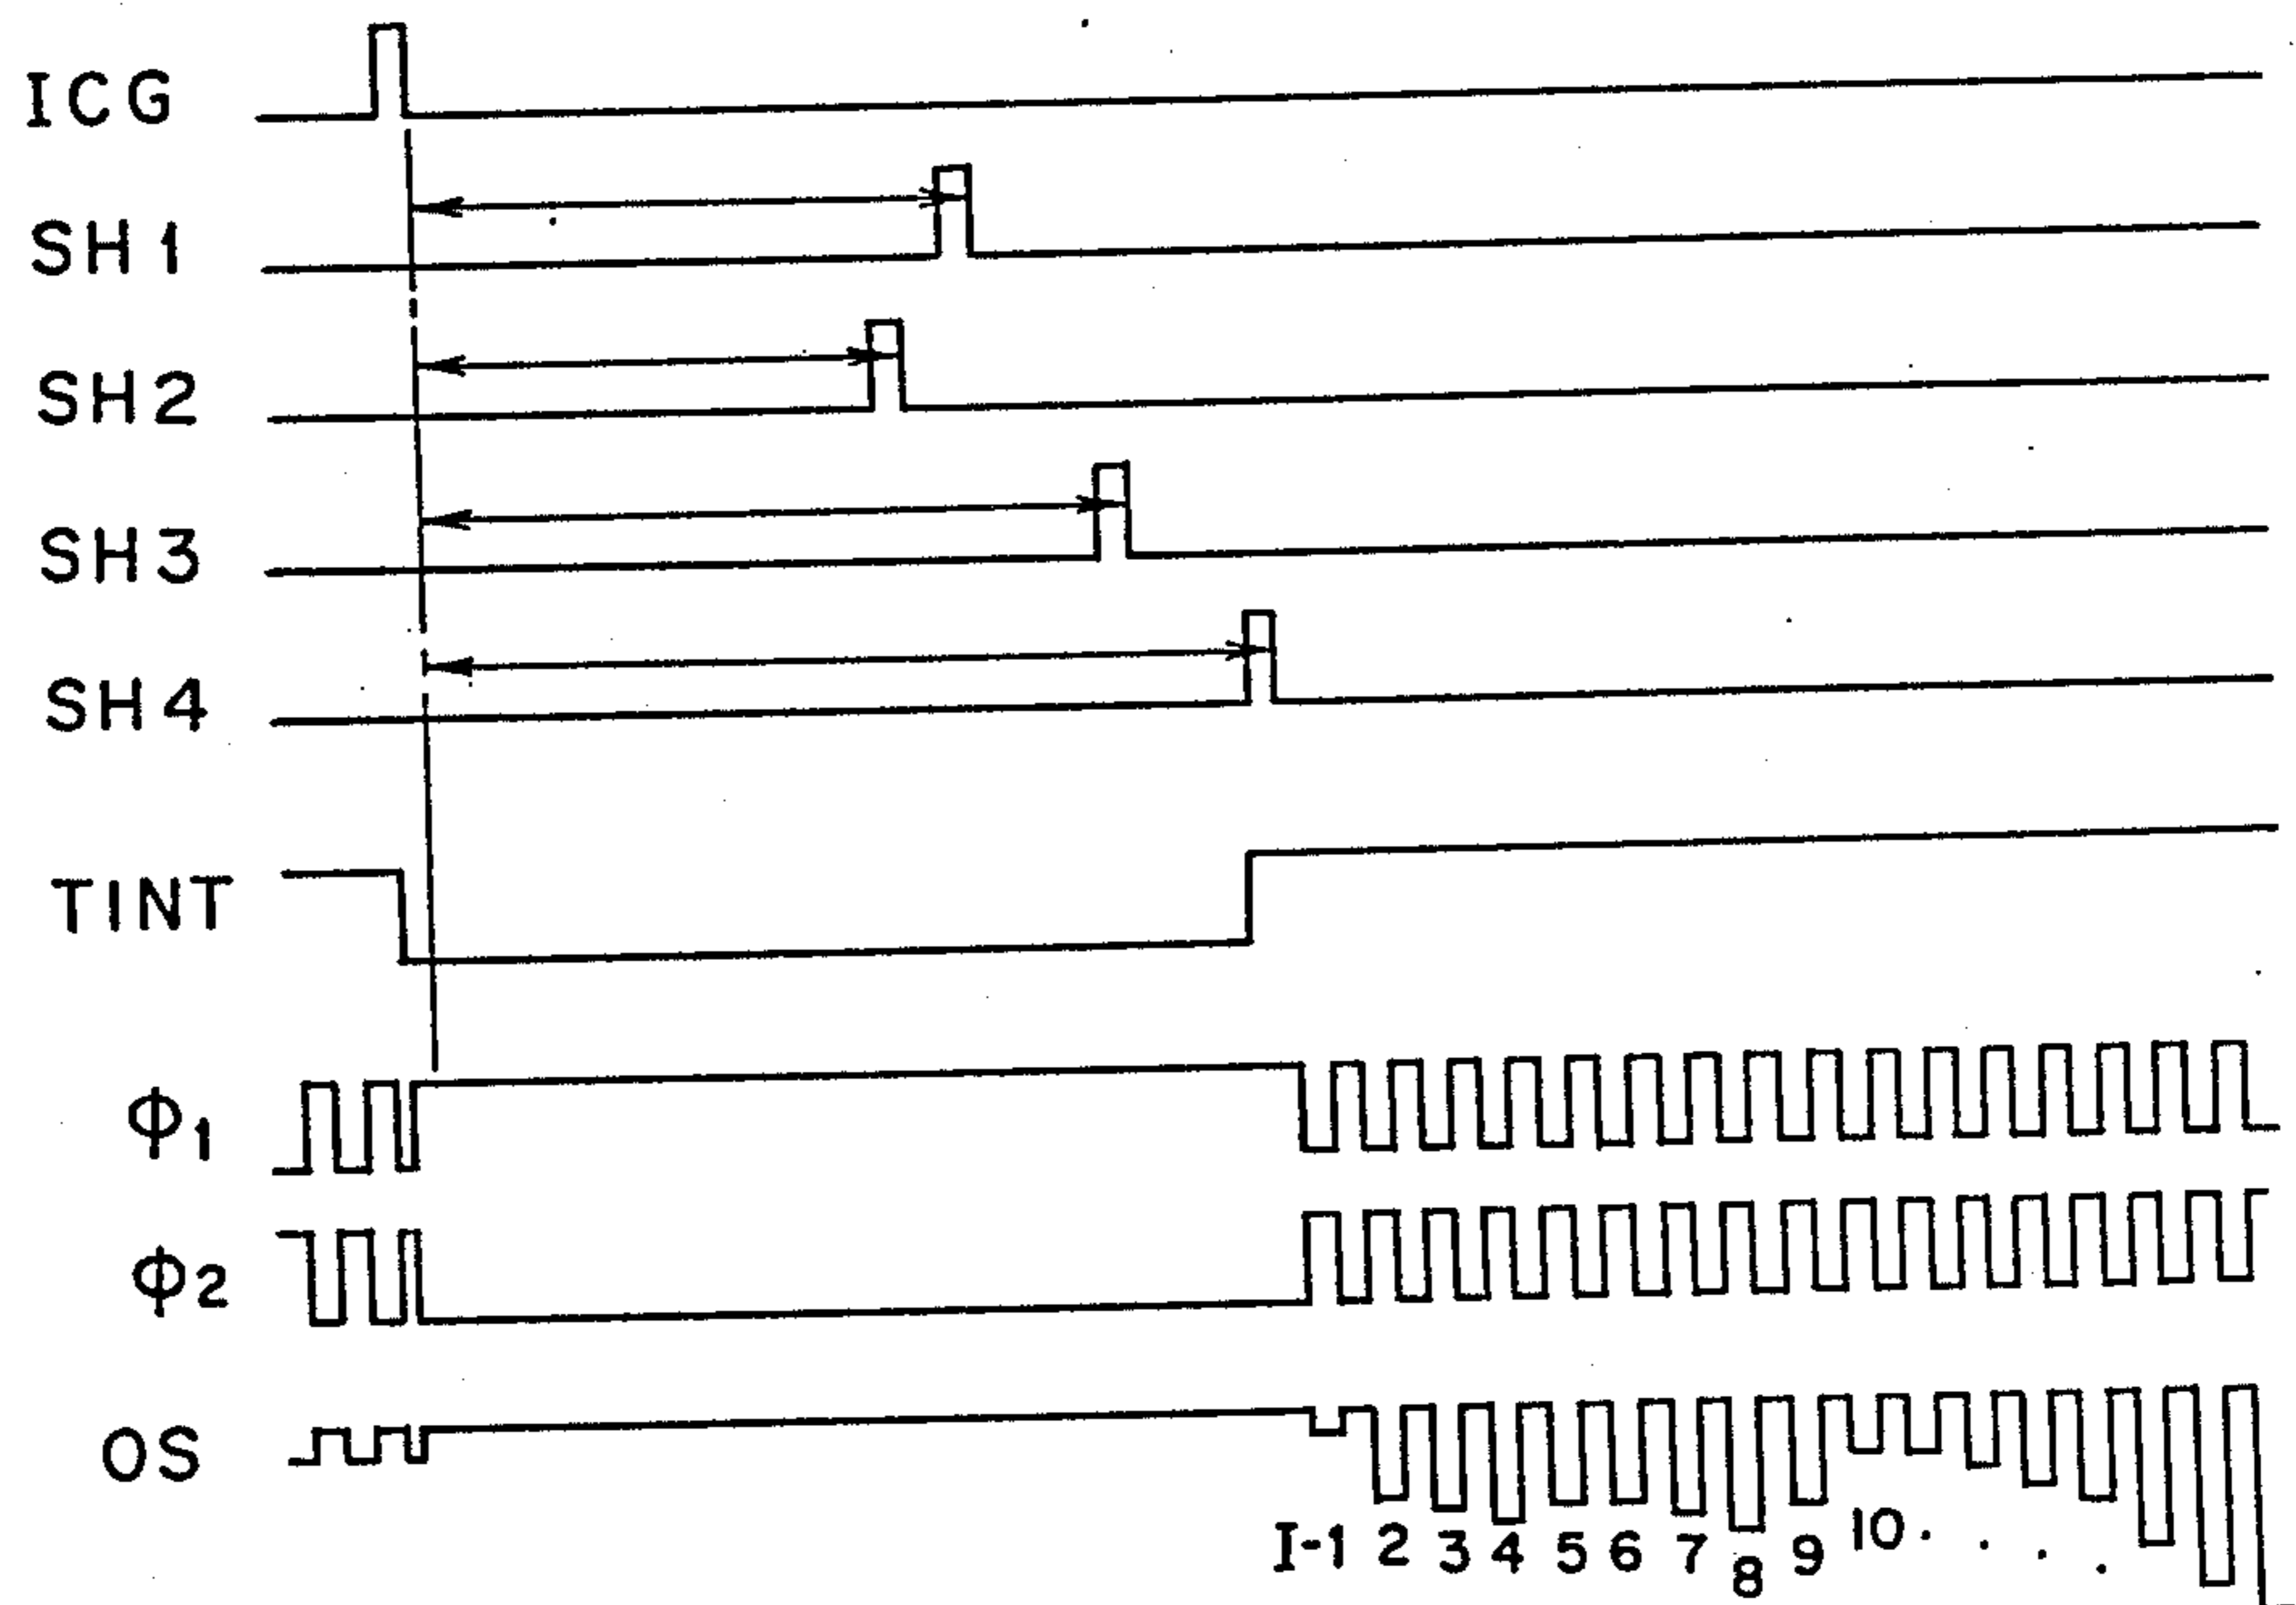 ICG
SH1
SH2
SH3
SH4
TINT
Φ1
Φ2
OS
I-1 2 3 4 5 6 7 8 9 10 . . . .